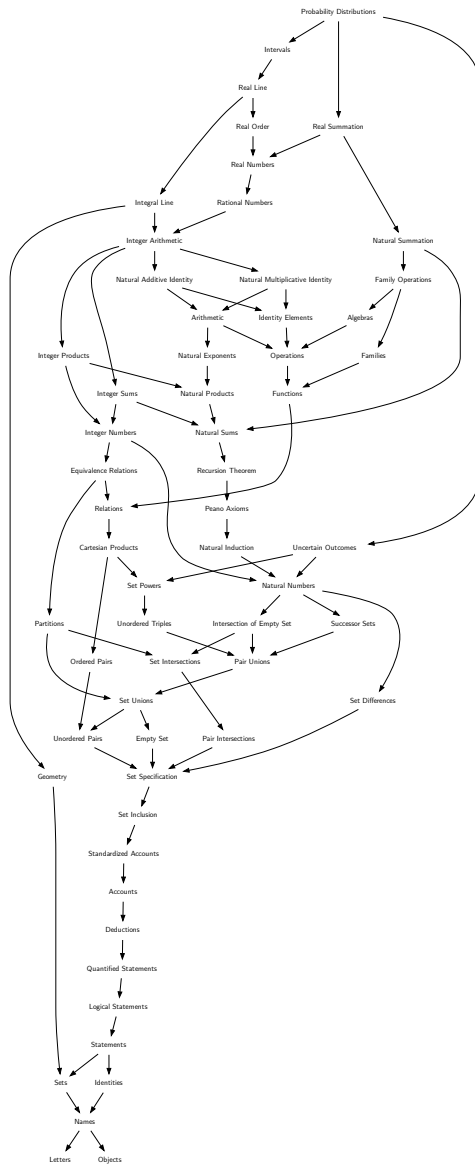 Probability Distributions
Intervals
Real Line
Real Order
Real Summation
Real Numbers
Integral Line
Rational Numbers
Integer Arithmetic
Natural Summation
Natural Additive Identity
Natural Multiplicative Identity
Family Operations
Arithmetic
Identity Elements
Algebras
Integer Products
Natural Exponents
Operations
Families
Integer Sums
Natural Products
Functions
Integer Numbers
Natural Sums
Equivalence Relations
Recursion Theorem
Relations
Peano Axioms
Cartesian Products
Natural Induction
Uncertain Outcomes
Set Powers
Natural Numbers
Partitions
Unordered Triples
Intersection of Empty Set
Successor Sets
Ordered Pairs
Set Intersections
Pair Unions
Set Unions
Set Differences
Unordered Pairs
Empty Set
Pair Intersections
Geometry
Set Specification
Set Inclusion
Standardized Accounts
Accounts
Deductions
Quantified Statements
Logical Statements
Statements
Sets
Identities
Names
Letters
Objects